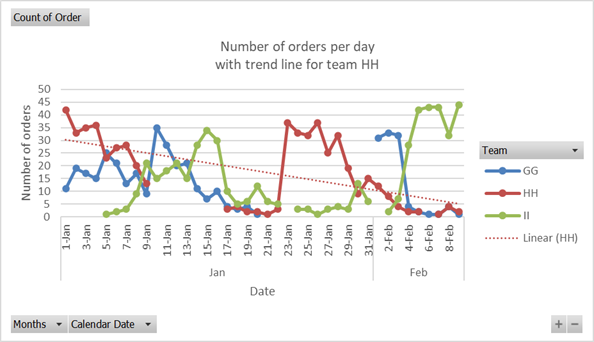 Count of Order
Number of orders per day
with trend line for team HH
Number of orders
50
45
40
35
30
25
20
15
10
5
0
1-Jan
3-Jan
5-Jan
7-Jan
9-Jan
11-Jan
13-Jan
15-Jan
17-Jan
19-Jan
21-Jan
23-Jan
25-Jan
27-Jan
29-Jan
31-Jan
2-Feb
4-Feb
6-Feb
8-Feb
Jan
Feb
Date
Team
GG
HH
II
Linear (HH)
Months
Calendar Date
+ −